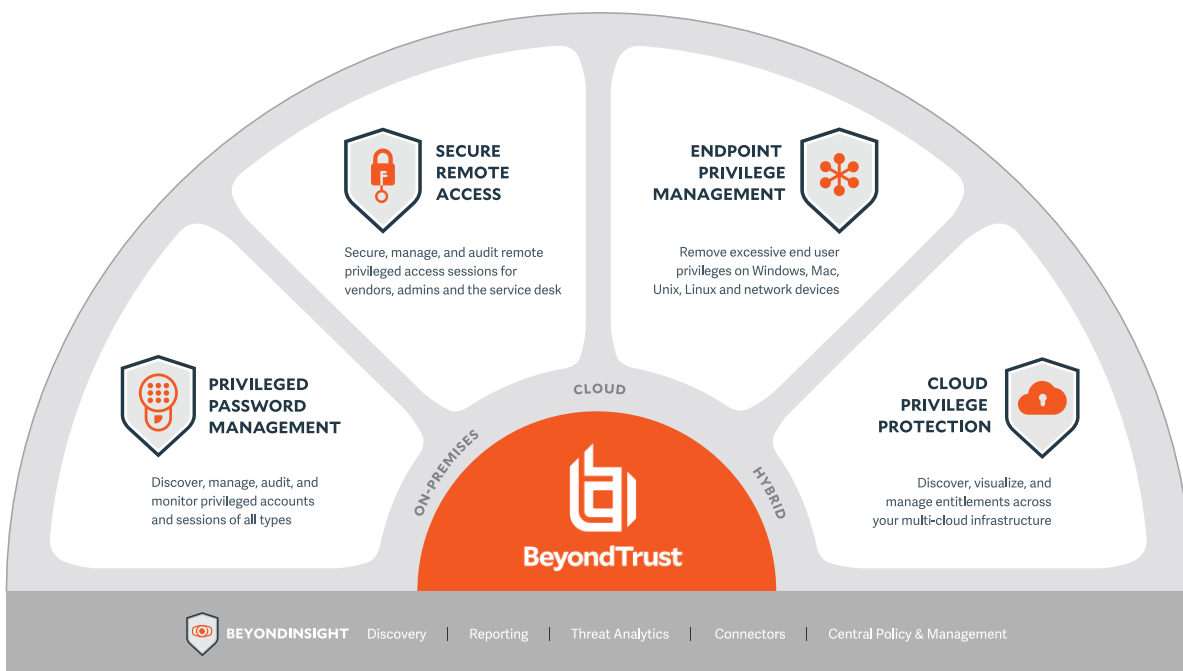 SECURE
REMOTE
ACCESS
Secure, manage, and audit remote
privileged access sessions for
vendors, admins and the service desk
ENDPOINT
PRIVILEGE
MANAGEMENT
Remove excessive end user
privileges on Windows, Mac,
Unix, Linux and network devices
PRIVILEGED
PASSWORD
MANAGEMENT
Discover, manage, audit, and
monitor privileged accounts
and sessions of all types
CLOUD
PRIVILEGE
PROTECTION
Discover, visualize, and
manage entitlements across
your multi-cloud infrastructure
ON-PREMISES
CLOUD
HYBRID
BeyondTrust
BEYONDINSIGHT Discovery | Reporting | Threat Analytics | Connectors | Central Policy & Management